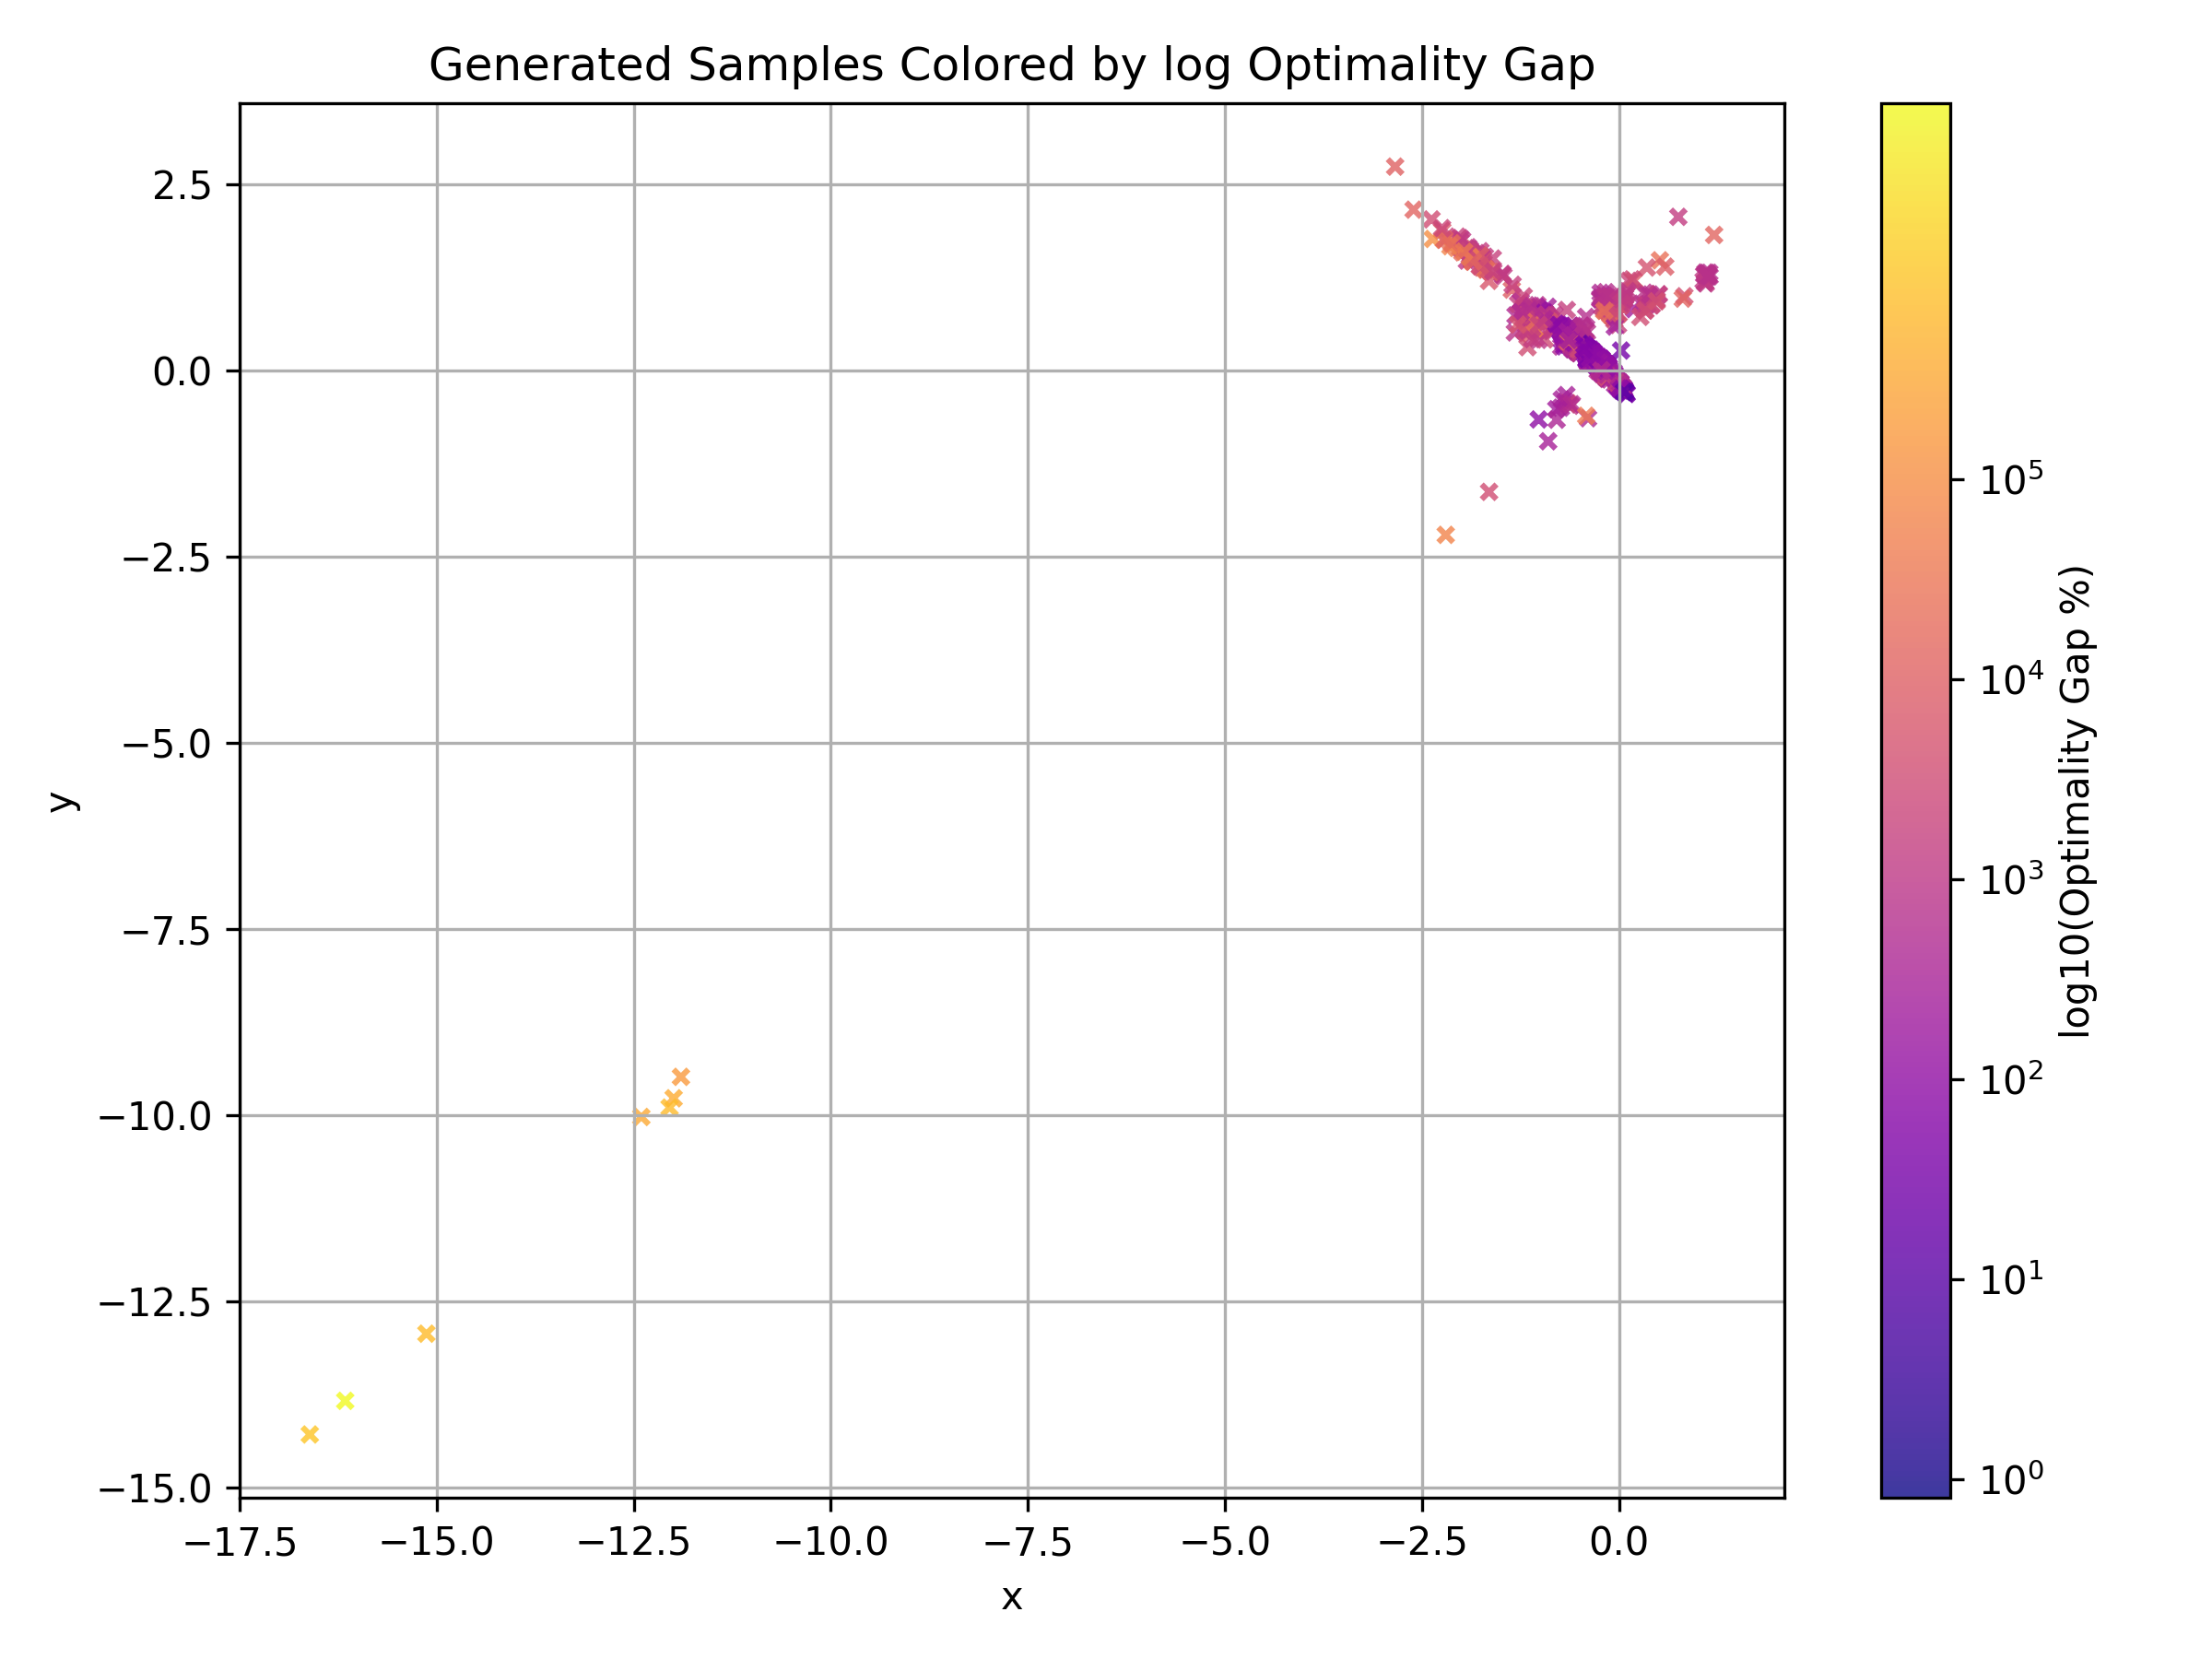 Generated Samples Colored by log Optimality Gap
2.5
0.0
−2.5
−5.0
−7.5
−10.0
−12.5
−15.0
y
−17.5 −15.0 −12.5 −10.0 −7.5 −5.0 −2.5 0.0
x
10⁵
10⁴
10³
10²
10¹
10⁰
log10(Optimality Gap %)